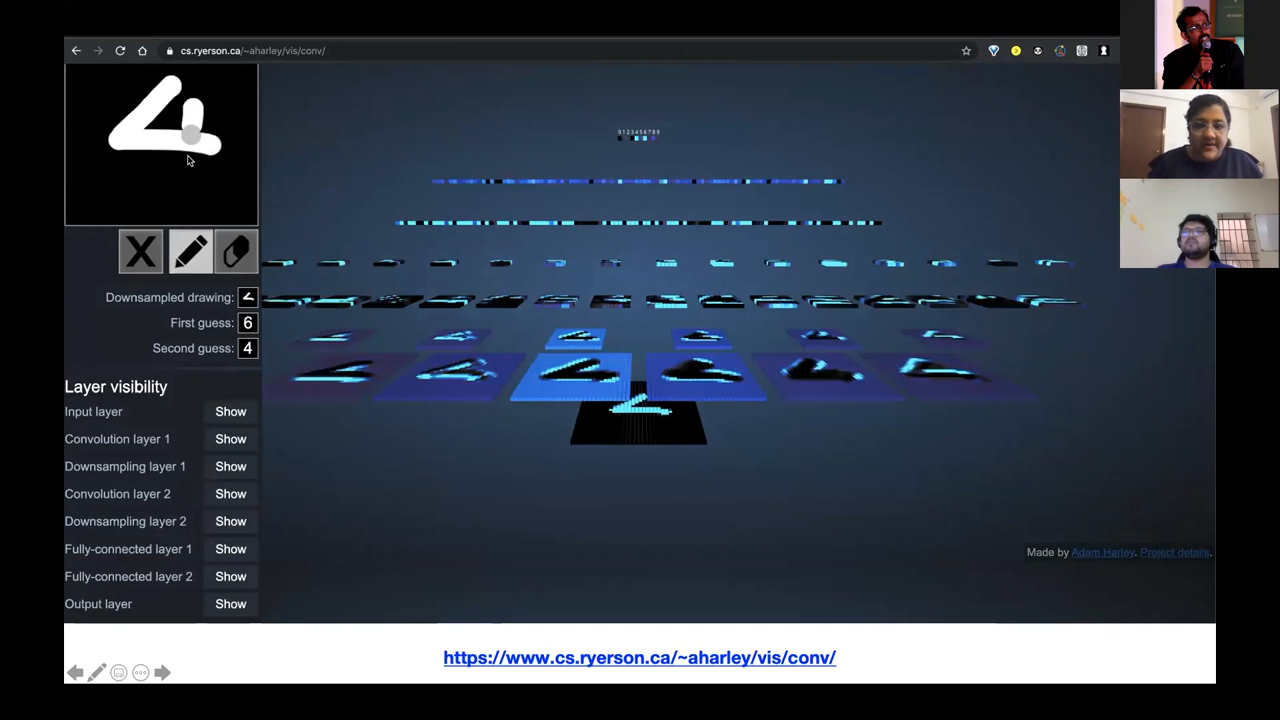 cs.ryerson.ca/~aharley/vis/conv/
0123456789
Downsampled drawing:
First guess: 6
Second guess: 4
Layer visibility
Input layer Show
Convolution layer 1 Show
Downsampling layer 1 Show
Convolution layer 2 Show
Downsampling layer 2 Show
Fully-connected layer 1 Show
Fully-connected layer 2 Show
Output layer Show
Made by Adam Harley. Project details.
https://www.cs.ryerson.ca/~aharley/vis/conv/